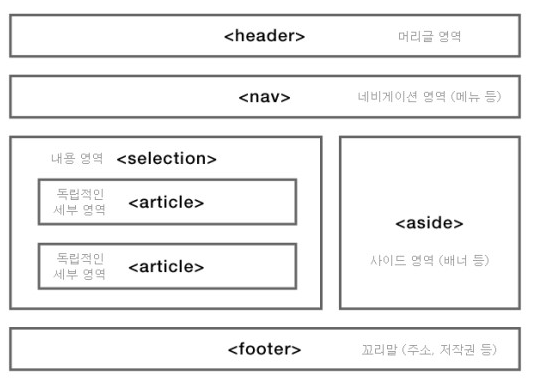 <header> 머리글 영역
<nav> 네비게이션 영역 (메뉴 등)
내용 영역 <selection>
독립적인
세부 영역
<article>
독립적인
세부 영역
<article>
<aside>
사이드 영역 (배너 등)
<footer> 꼬리말 (주소, 저작권 등)